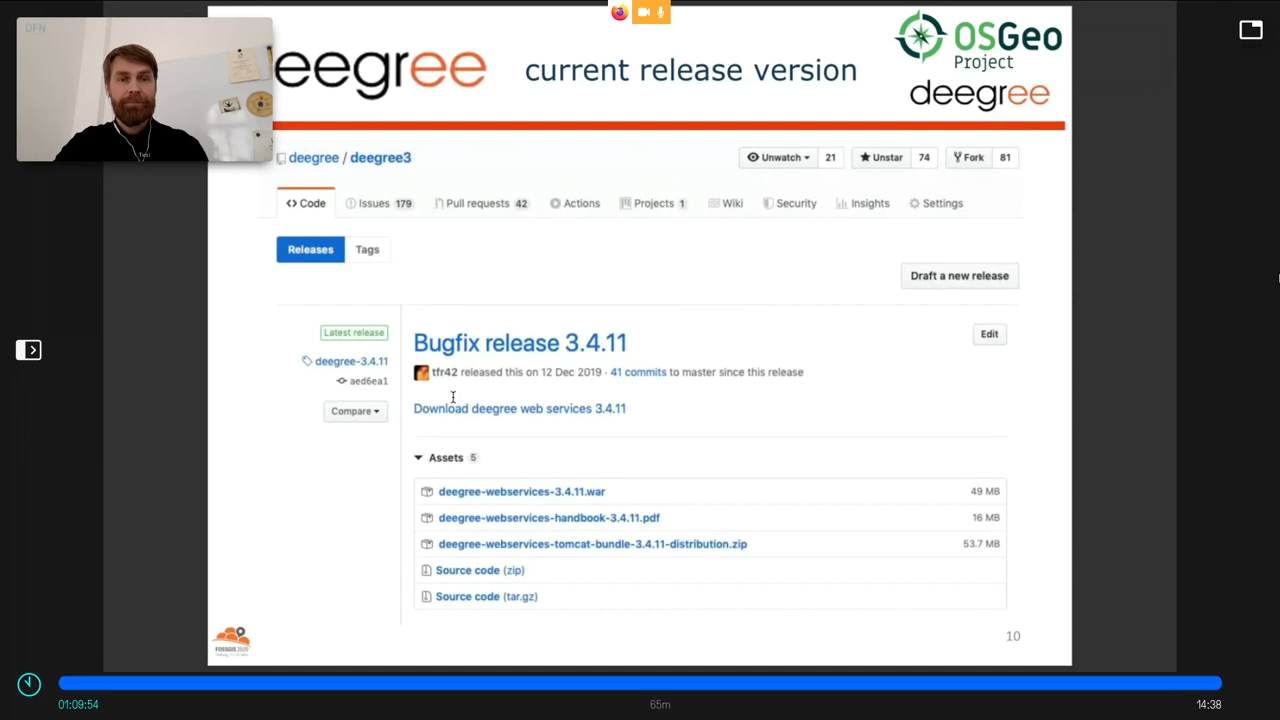 DFN
eegree
current release version
OSGeo
Project
deegree
deegree / deegree3
Unwatch 21
Unstar 74
Fork 81
Code
Issues 179
Pull requests 42
Actions
Projects 1
Wiki
Security
Insights
Settings
Releases
Tags
Draft a new release
Latest release
deegree-3.4.11
aed6ea1
Compare
Bugfix release 3.4.11
Edit
tfr42 released this on 12 Dec 2019 · 41 commits to master since this release
Download deegree web services 3.4.11
Assets 5
deegree-webservices-3.4.11.war 49 MB
deegree-webservices-handbook-3.4.11.pdf 16 MB
deegree-webservices-tomcat-bundle-3.4.11-distribution.zip 53.7 MB
Source code (zip)
Source code (tar.gz)
FOSSGIS 2020
10
01:09:54
65m
14:38